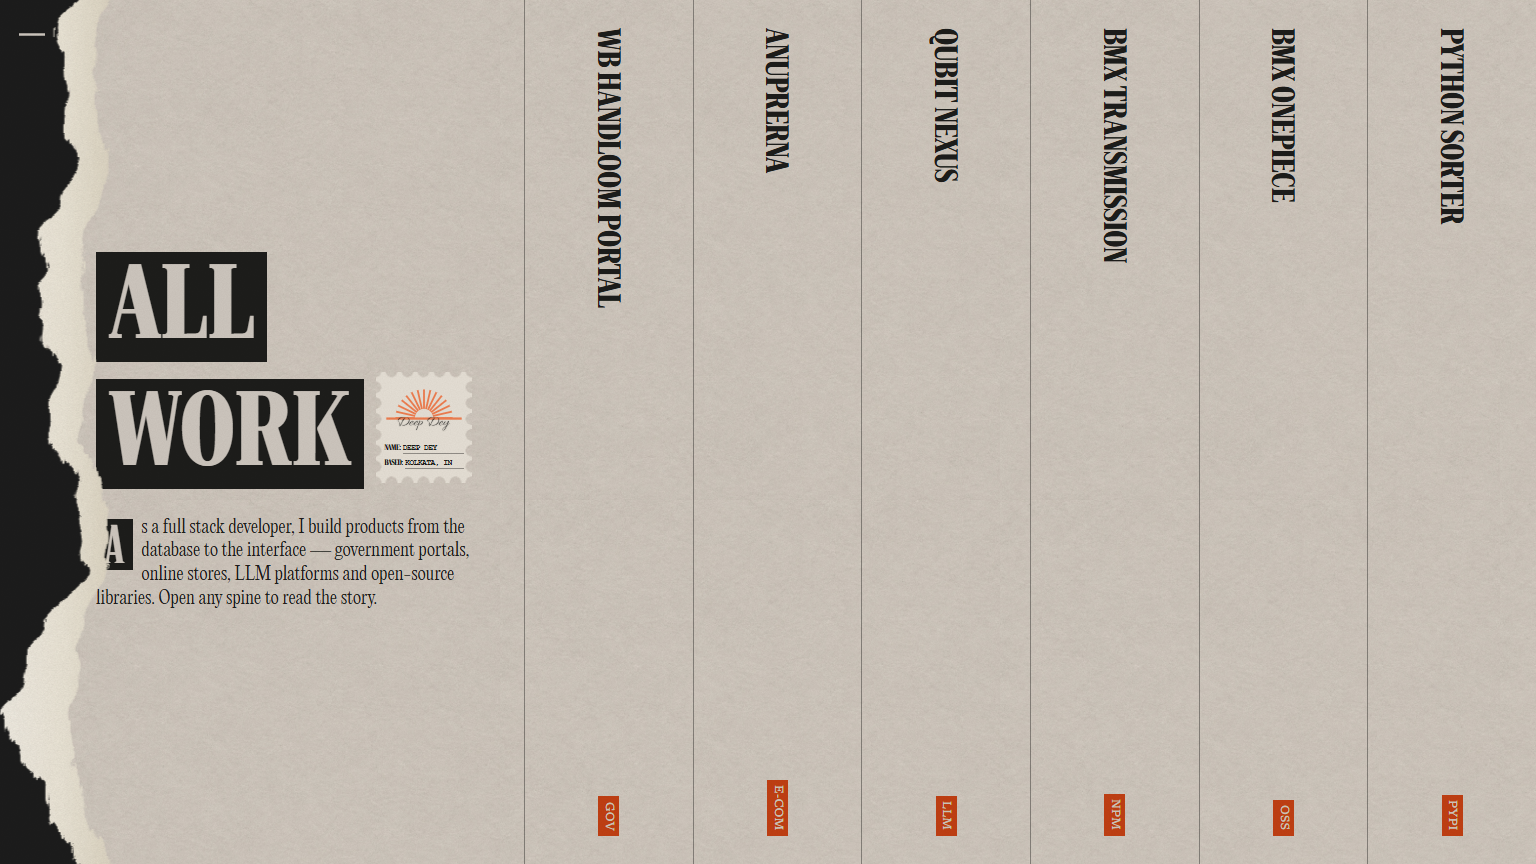 ALL
WORK
Deep Dey
NAME: DEEP DEY
BASED: KOLKATA, IN
As a full stack developer, I build products from the
database to the interface — government portals,
online stores, LLM platforms and open-source
libraries. Open any spine to read the story.
WB HANDLOOM PORTAL
GOV
ANUPRERNA
E-COM
QUBIT NEXUS
LLM
BMX TRANSMISSION
NPM
BMX ONEPIECE
OSS
PYTHON SORTER
PYPI